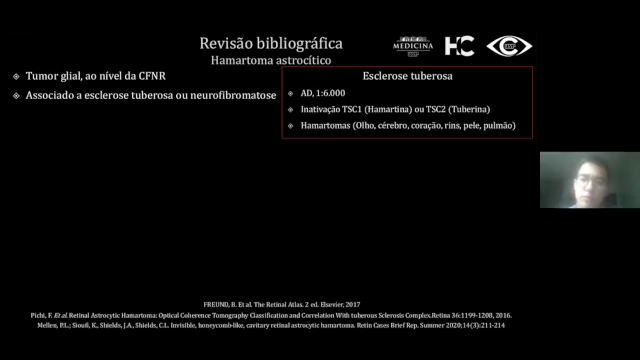 Revisão bibliográfica
Hamartoma astrocítico
MEDICINA
HC
Tumor glial, ao nível da CFNR
Associado a esclerose tuberosa ou neurofibromatose
Esclerose tuberosa
AD, 1:6.000
Inativação TSC1 (Hamartina) ou TSC2 (Tuberina)
Hamartomas (Olho, cérebro, coração, rins, pele, pulmão)
FREUND, B. Et al. The Retinal Atlas. 2 ed. Elsevier, 2017
Pichi, F. Et al. Retinal Astrocytic Hamartoma: Optical Coherence Tomography Classification and Correlation With tuberous Sclerosis Complex.Retina 36:1199-1208, 2016.
Mellen, P.L.; Sioufi, K., Shields, J.A., Shields, C.L. Invisible, honeycomb-like, cavitary retinal astrocytic hamartoma. Retin Cases Brief Rep. Summer 2020;14(3):211-214